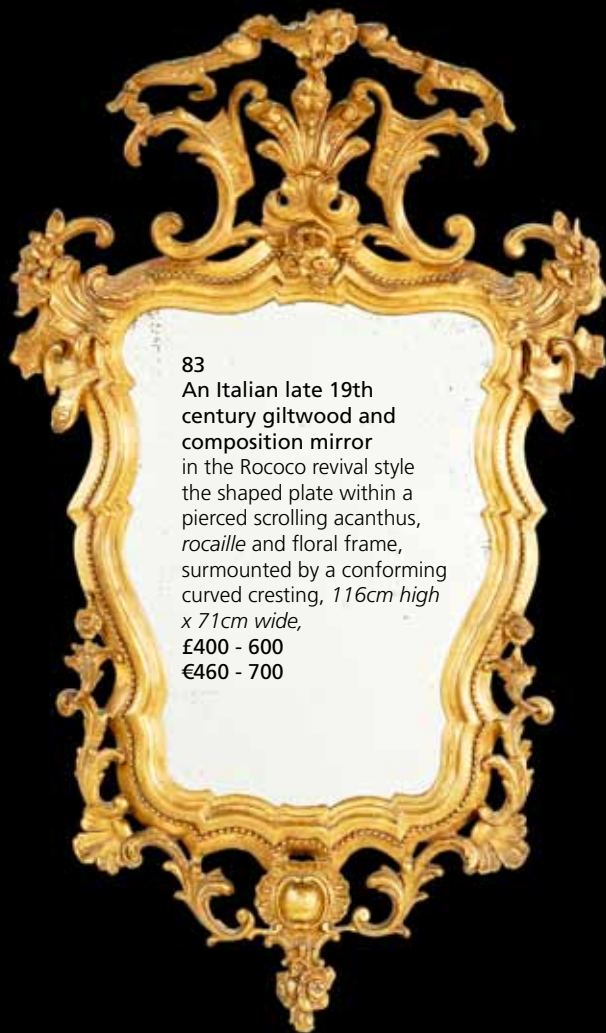 83
An Italian late 19th
century giltwood and
composition mirror
in the Rococo revival style
the shaped plate within a
pierced scrolling acanthus,
rocaille and floral frame,
surmounted by a conforming
curved cresting, 116cm high
x 71cm wide,
£400 - 600
€460 - 700